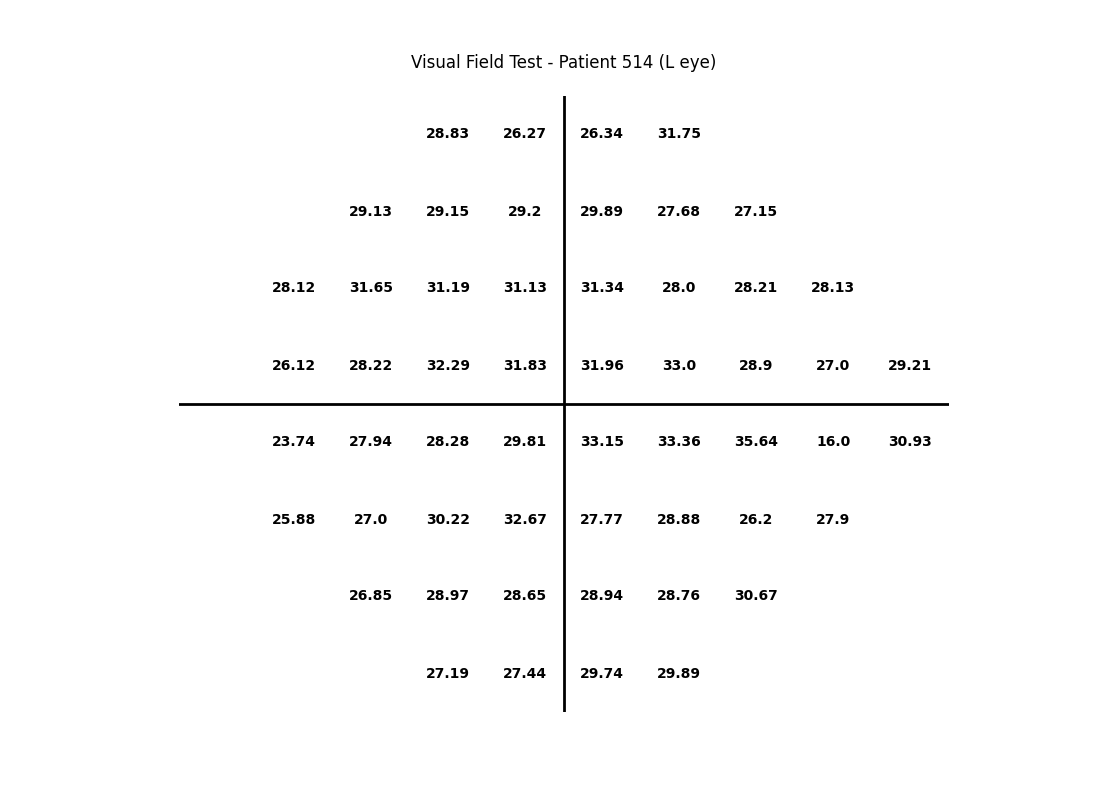 Visual Field Test - Patient 514 (L eye)
28.83 26.27 26.34 31.75
29.13 29.15 29.2 29.89 27.68 27.15
28.12 31.65 31.19 31.13 31.34 28.0 28.21 28.13
26.12 28.22 32.29 31.83 31.96 33.0 28.9 27.0 29.21
23.74 27.94 28.28 29.81 33.15 33.36 35.64 16.0 30.93
25.88 27.0 30.22 32.67 27.77 28.88 26.2 27.9
26.85 28.97 28.65 28.94 28.76 30.67
27.19 27.44 29.74 29.89